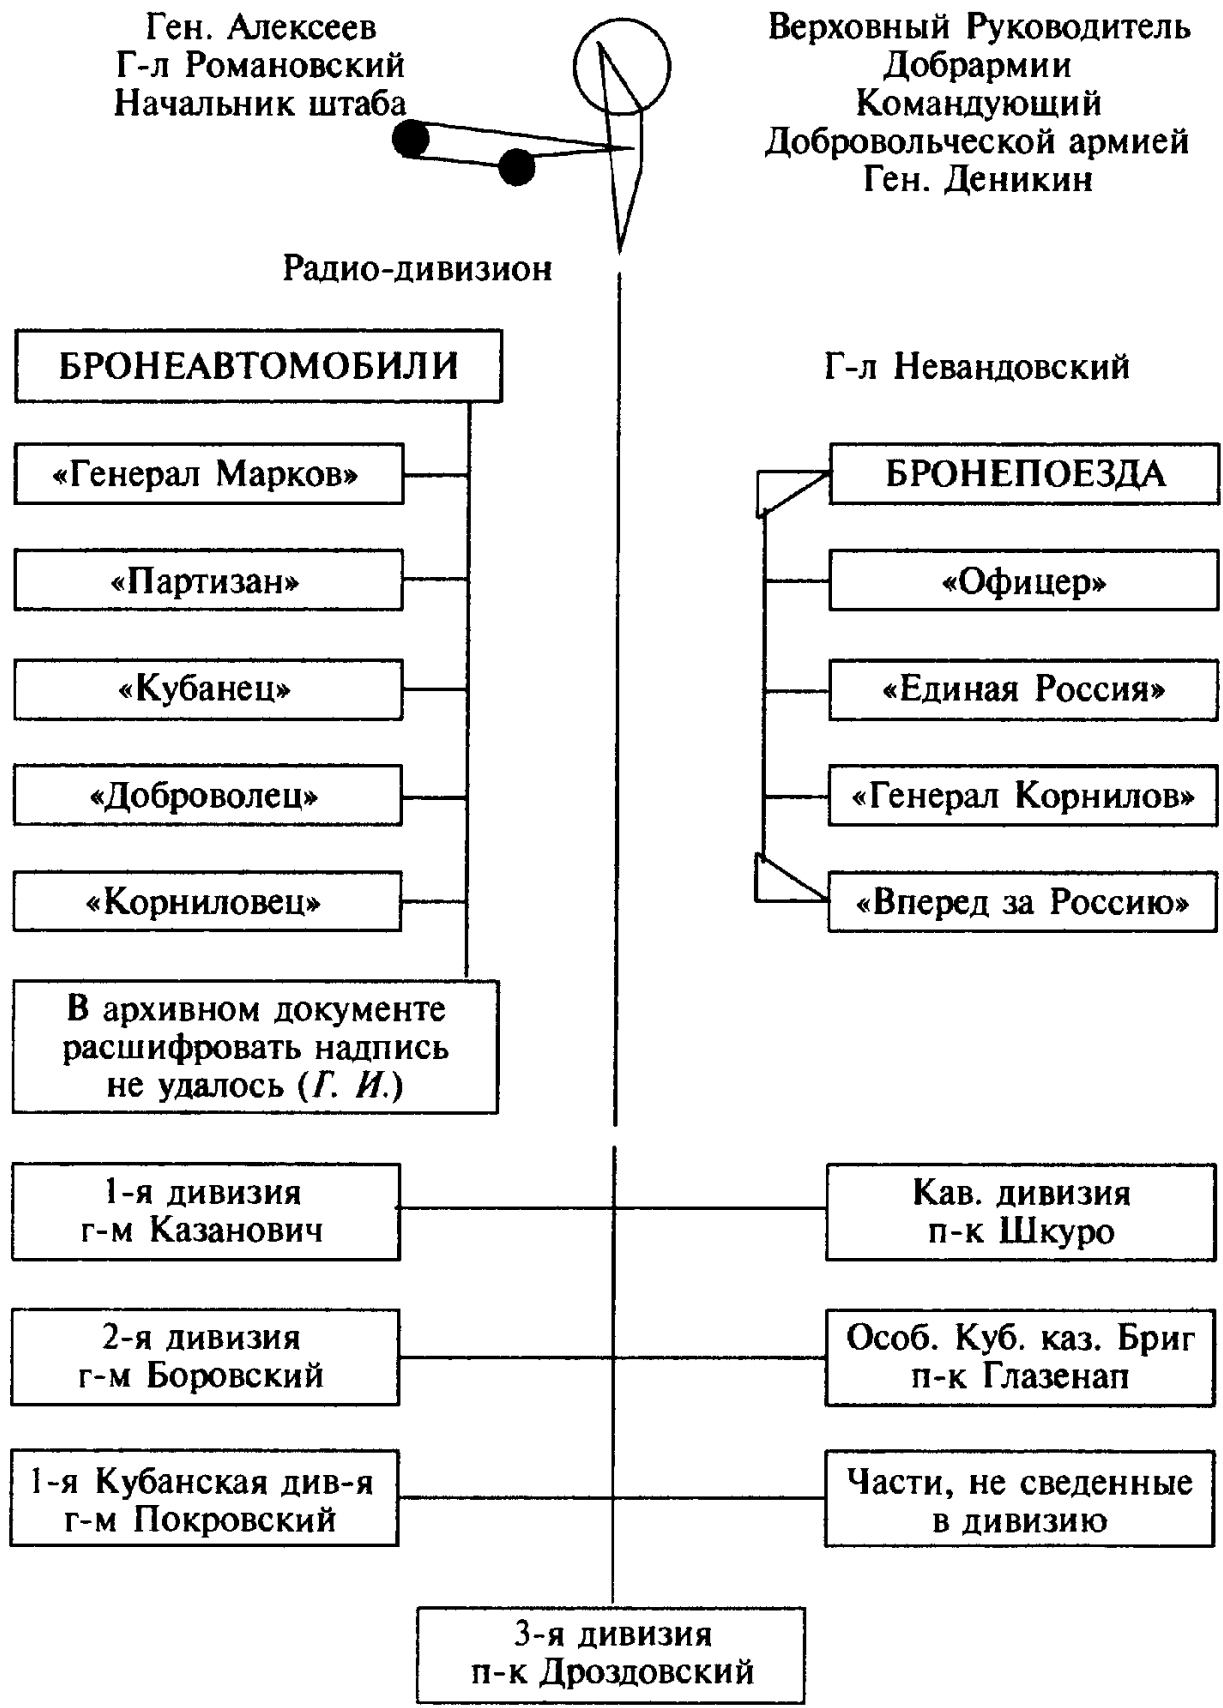 Ген. Алексеев
Г-л Романовский
Начальник штаба
Верховный Руководитель
Добрармии
Командующий
Добровольческой армией
Ген. Деникин
Радио-дивизион
БРОНЕАВТОМОБИЛИ
«Генерал Марков»
«Партизан»
«Кубанец»
«Доброволец»
«Корниловец»
В архивном документе
расшифровать надпись
не удалось (Г. И.)
Г-л Невандовский
БРОНЕПОЕЗДА
«Офицер»
«Единая Россия»
«Генерал Корнилов»
«Вперед за Россию»
1-я дивизия
г-м Казанович
Кав. дивизия
п-к Шкуро
2-я дивизия
г-м Боровский
Особ. Куб. каз. Бриг
п-к Глазенап
1-я Кубанская див-я
г-м Покровский
Части, не сведенные
в дивизию
3-я дивизия
п-к Дроздовский